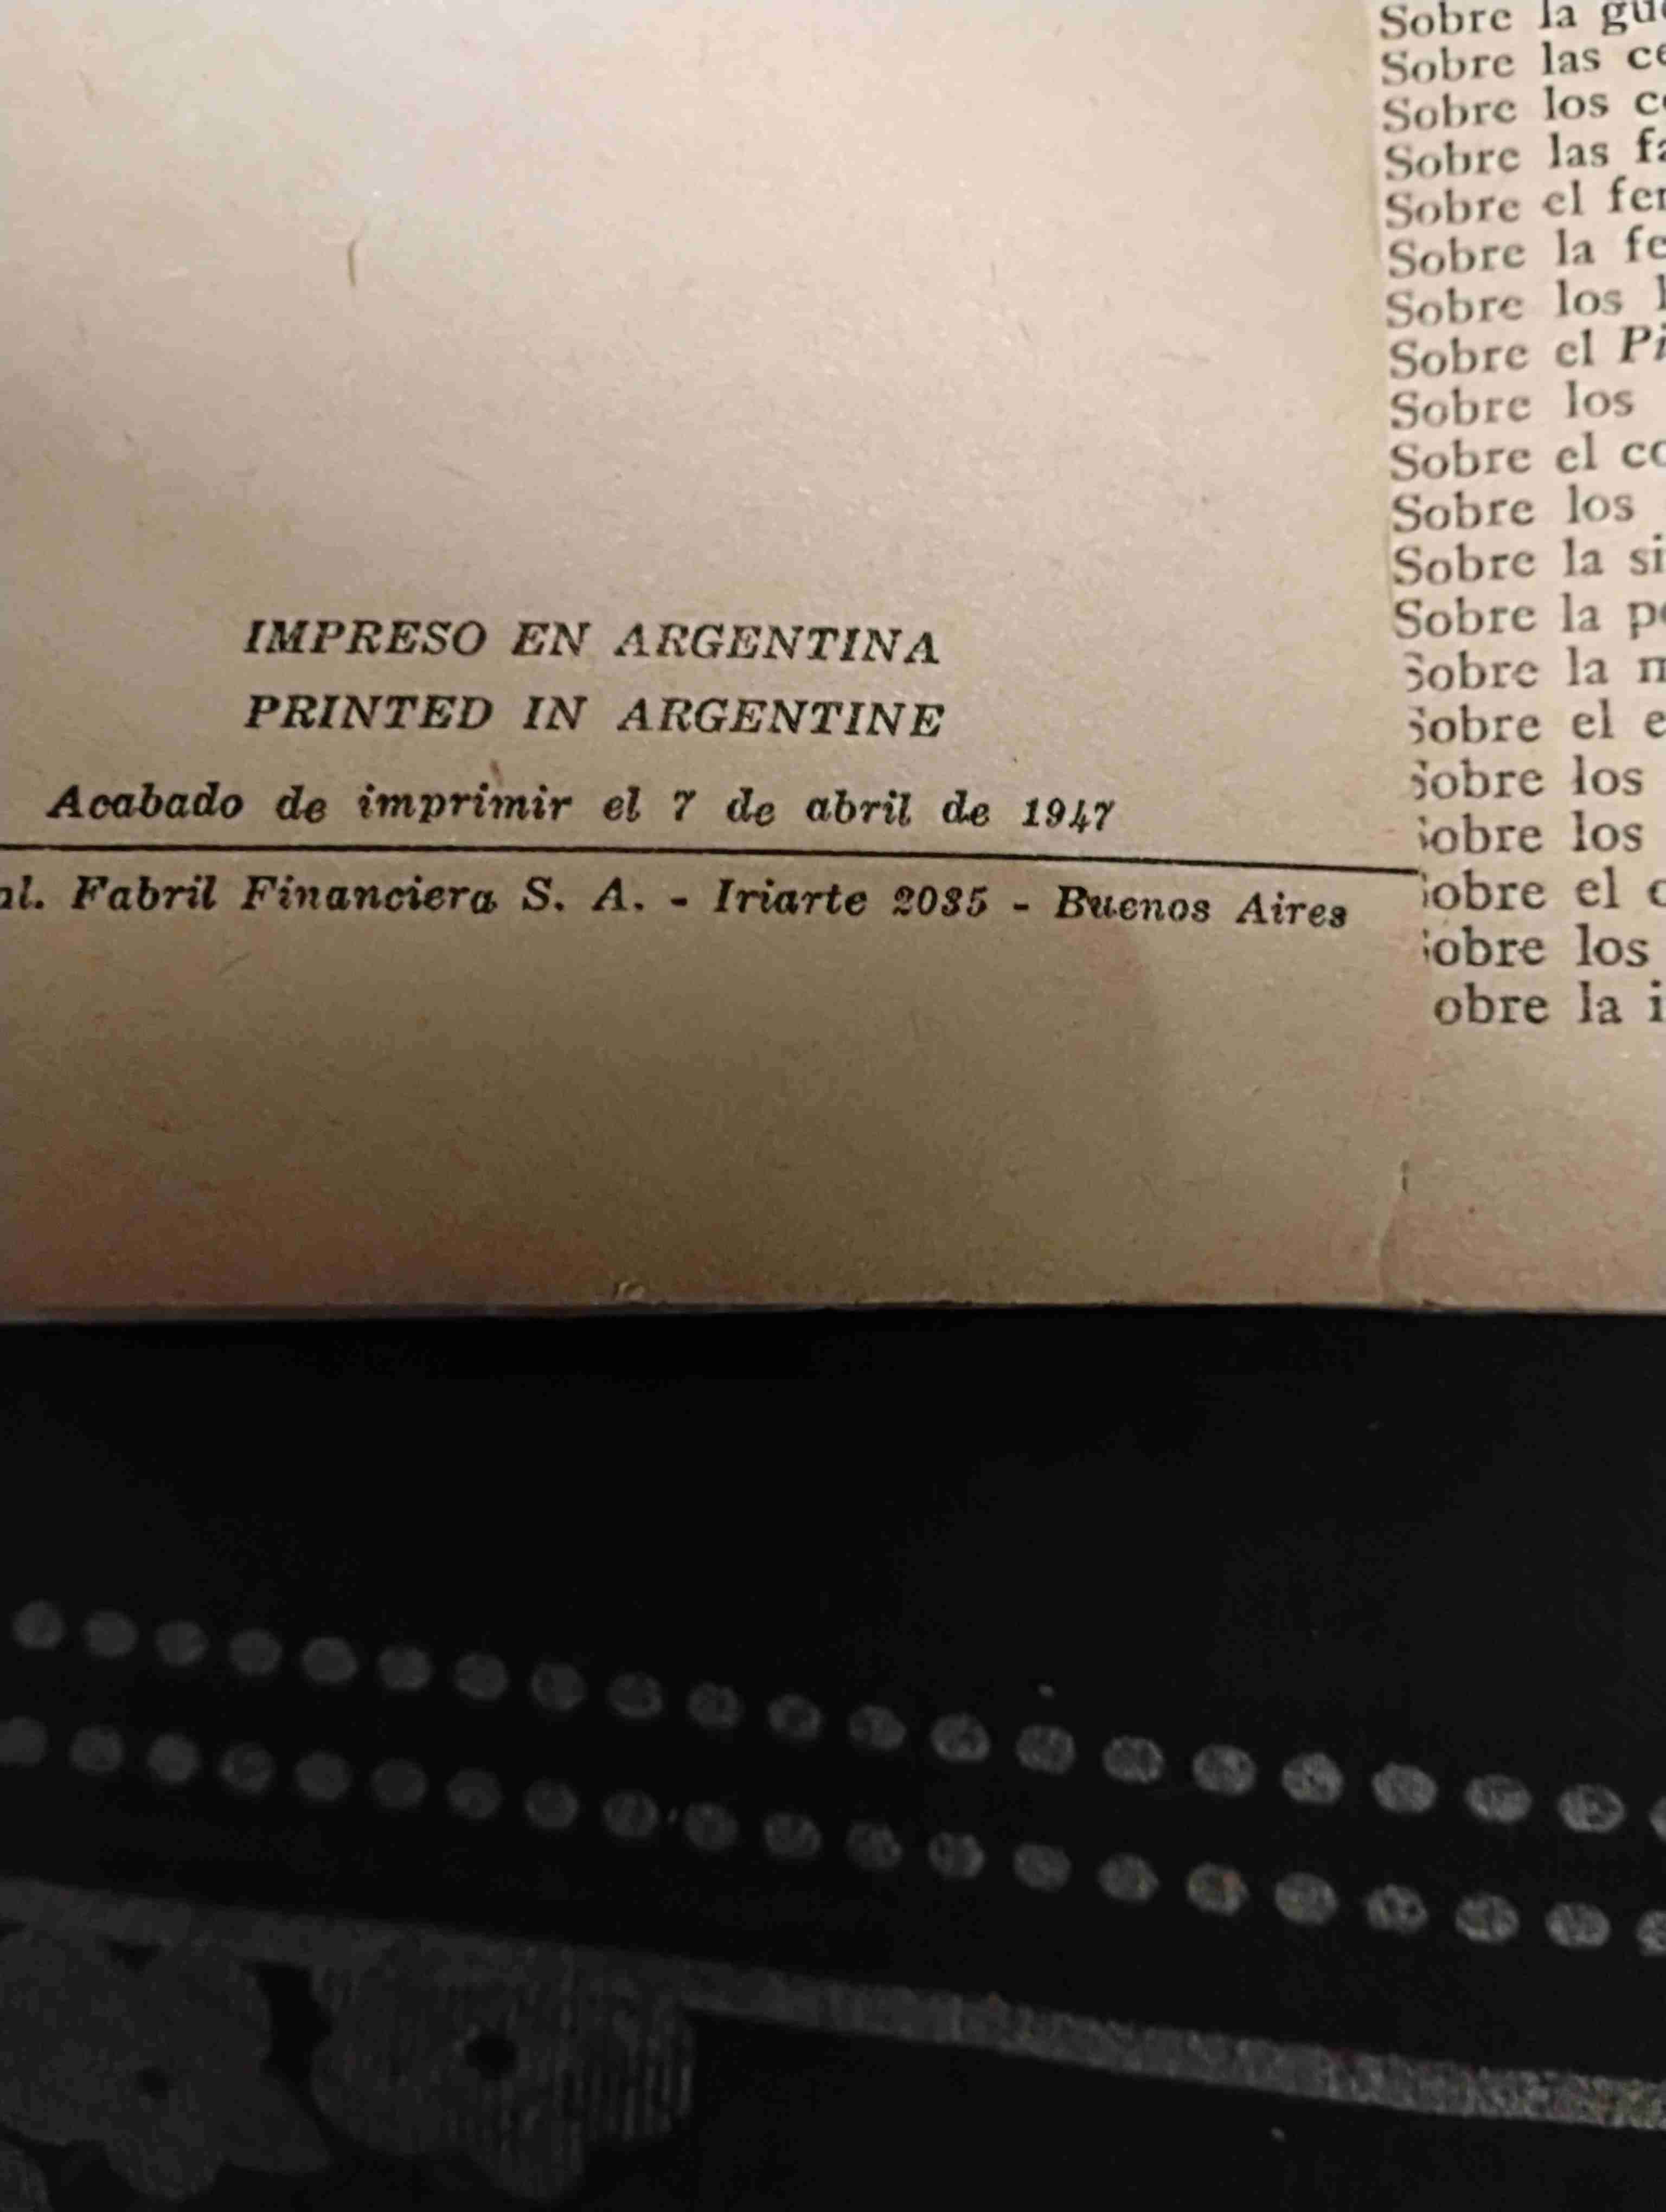 IMPRESO EN ARGENTINA
PRINTED IN ARGENTINE
Acabado de imprimir el 7 de abril de 1947
Fabril Financiera S. A. - Iriarte 2035 - Buenos Aires
Sobre la
Sobre las
Sobre los
Sobre las
Sobre el
Sobre la
Sobre los
Sobre el
Sobre los
Sobre el
Sobre los
Sobre la
Sobre la
Sobre la
Sobre el
Sobre los
obre los
obre el
obre los
obre la